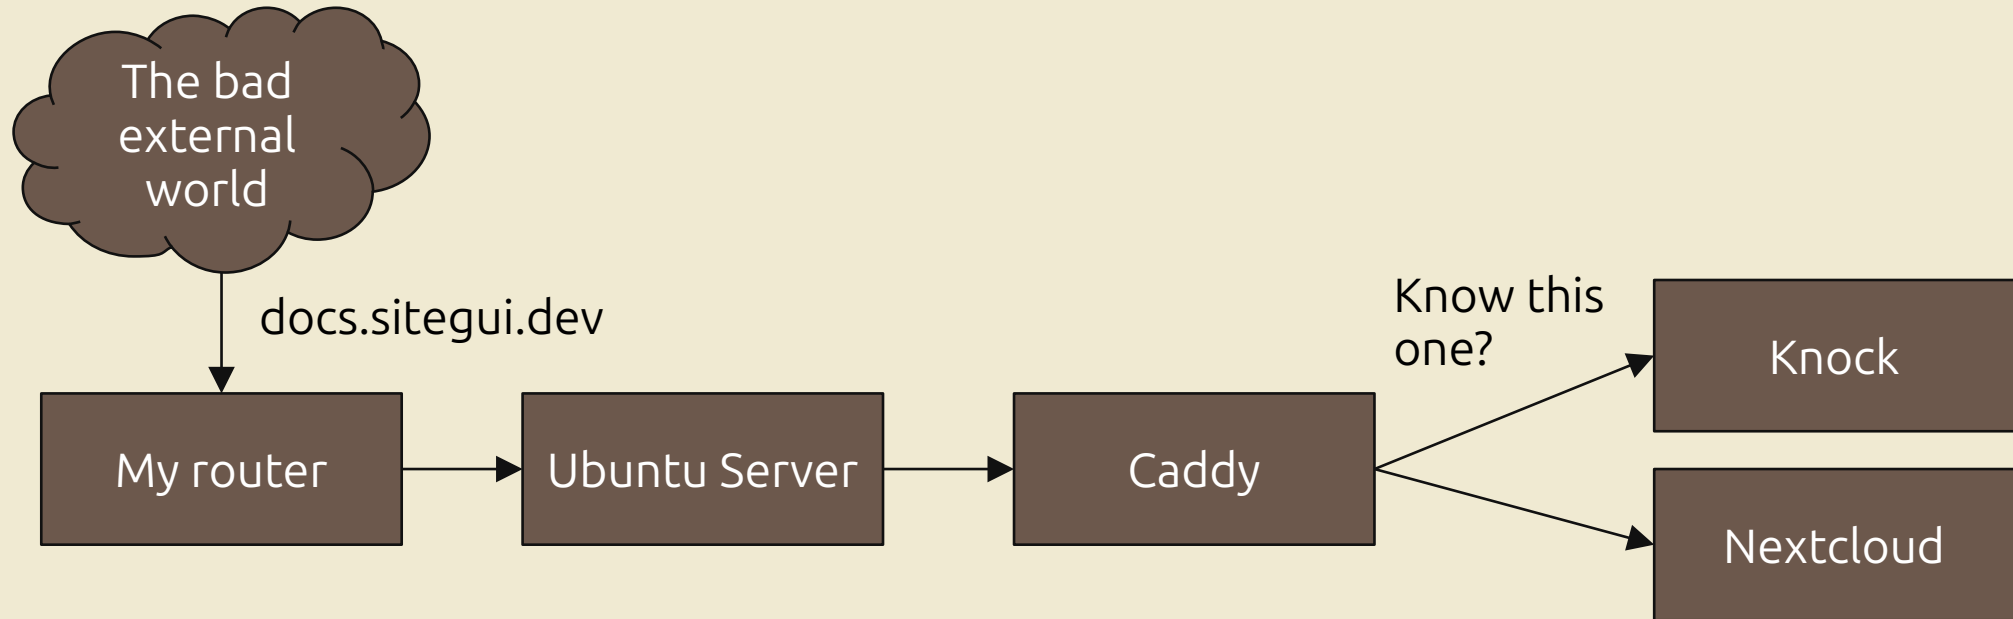 The bad
external
world
docs.sitegui.dev
My router
Ubuntu Server
Caddy
Know this
one?
Knock
Nextcloud